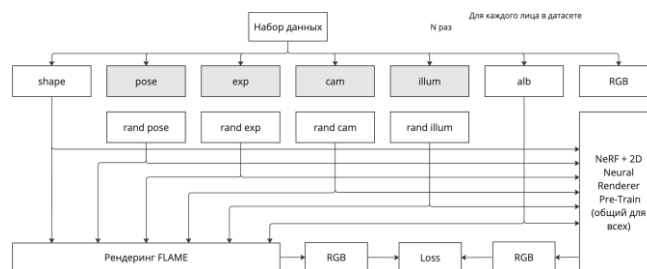 Для каждого лица в датасете
Набор данных
N раз
shape
pose
exp
cam
illum
alb
RGB
rand pose
rand exp
rand cam
rand illum
NeRF + 2D
Neural
Renderer
Pre-Train
(общий для
всех)
Рендеринг FLAME
RGB
Loss
RGB